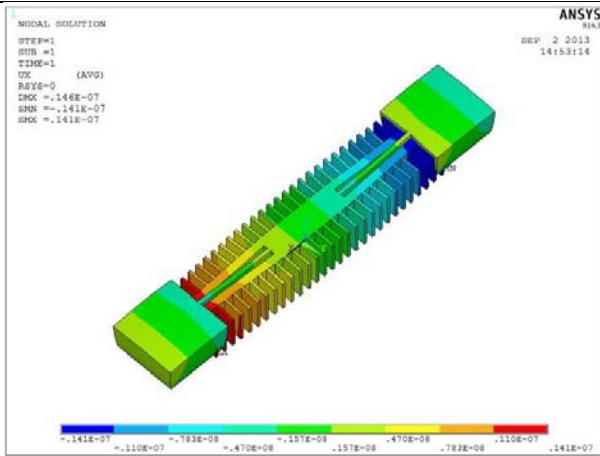 1
NODAL SOLUTION
ANSYS
STEP=1
SUB =1
TIME=1
UX (AVG)
RSYS=0
DMX =.146E-07
SMN =-.141E-07
SMX =.141E-07
SEP 2 2013
14:53:14
-.141E-07
-.110E-07
-.783E-08
-.470E-08
-.157E-08
.157E-08
.470E-08
.783E-08
.110E-07
.141E-07